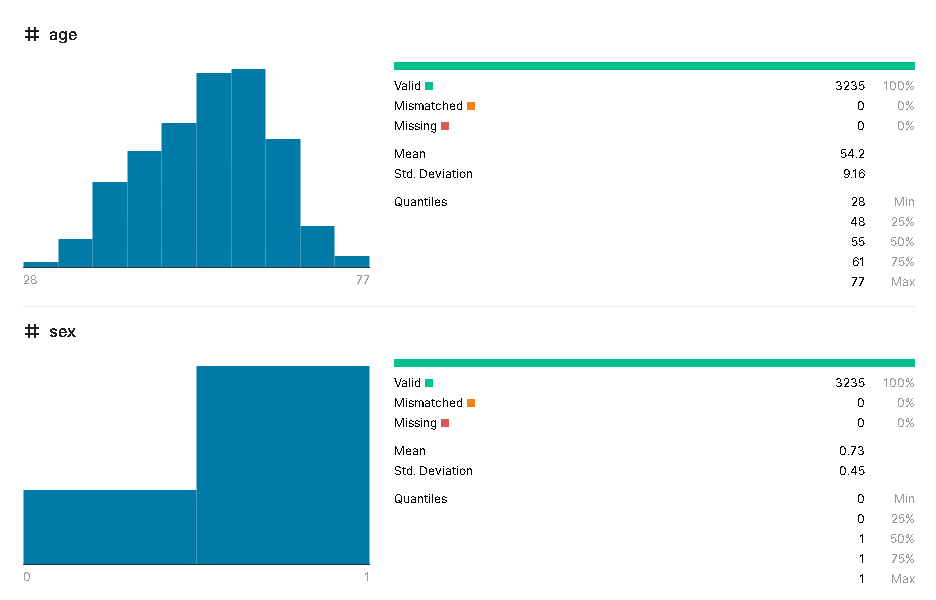 # age
Valid 3235 100%
Mismatched 0 0%
Missing 0 0%
Mean 54.2
Std. Deviation 9.16
Quantiles 28 Min
48 25%
55 50%
61 75%
77 Max
28 77
# sex
Valid 3235 100%
Mismatched 0 0%
Missing 0 0%
Mean 0.73
Std. Deviation 0.45
Quantiles 0 Min
0 25%
1 50%
1 75%
1 Max
0 1